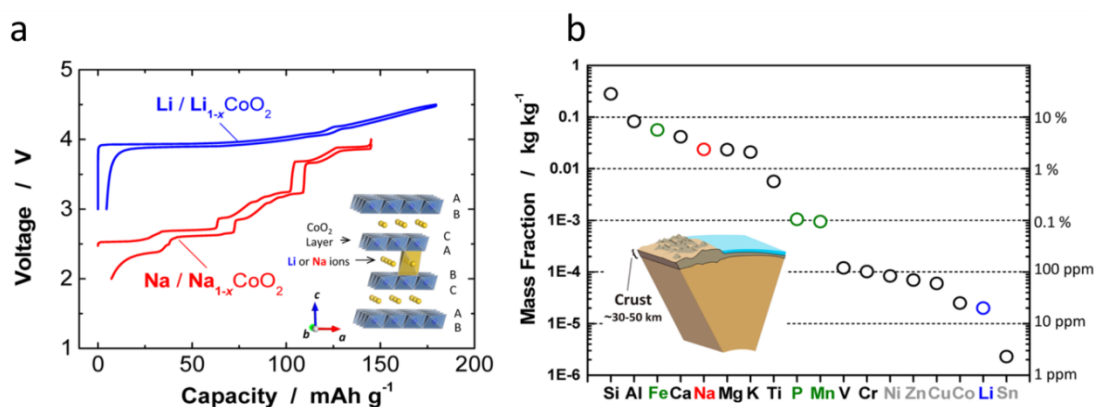 a
5
4
3
2
1
0
50
100
150
200
Voltage / V
Capacity / mAh g⁻¹
Li / Li₁₋ₓCoO₂
Na / Na₁₋ₓCoO₂
CoO₂
Layer
Li or Na ions
A
B
C
A
B
C
A
B
c
b
a
b
1
0.1
0.01
1E-3
1E-4
1E-5
1E-6
Mass Fraction / kg kg⁻¹
10 %
1 %
0.1 %
100 ppm
10 ppm
1 ppm
Crust
~30-50 km
Si Al Fe Ca Na Mg K Ti P Mn V Cr Ni Zn Cu Co Li Sn